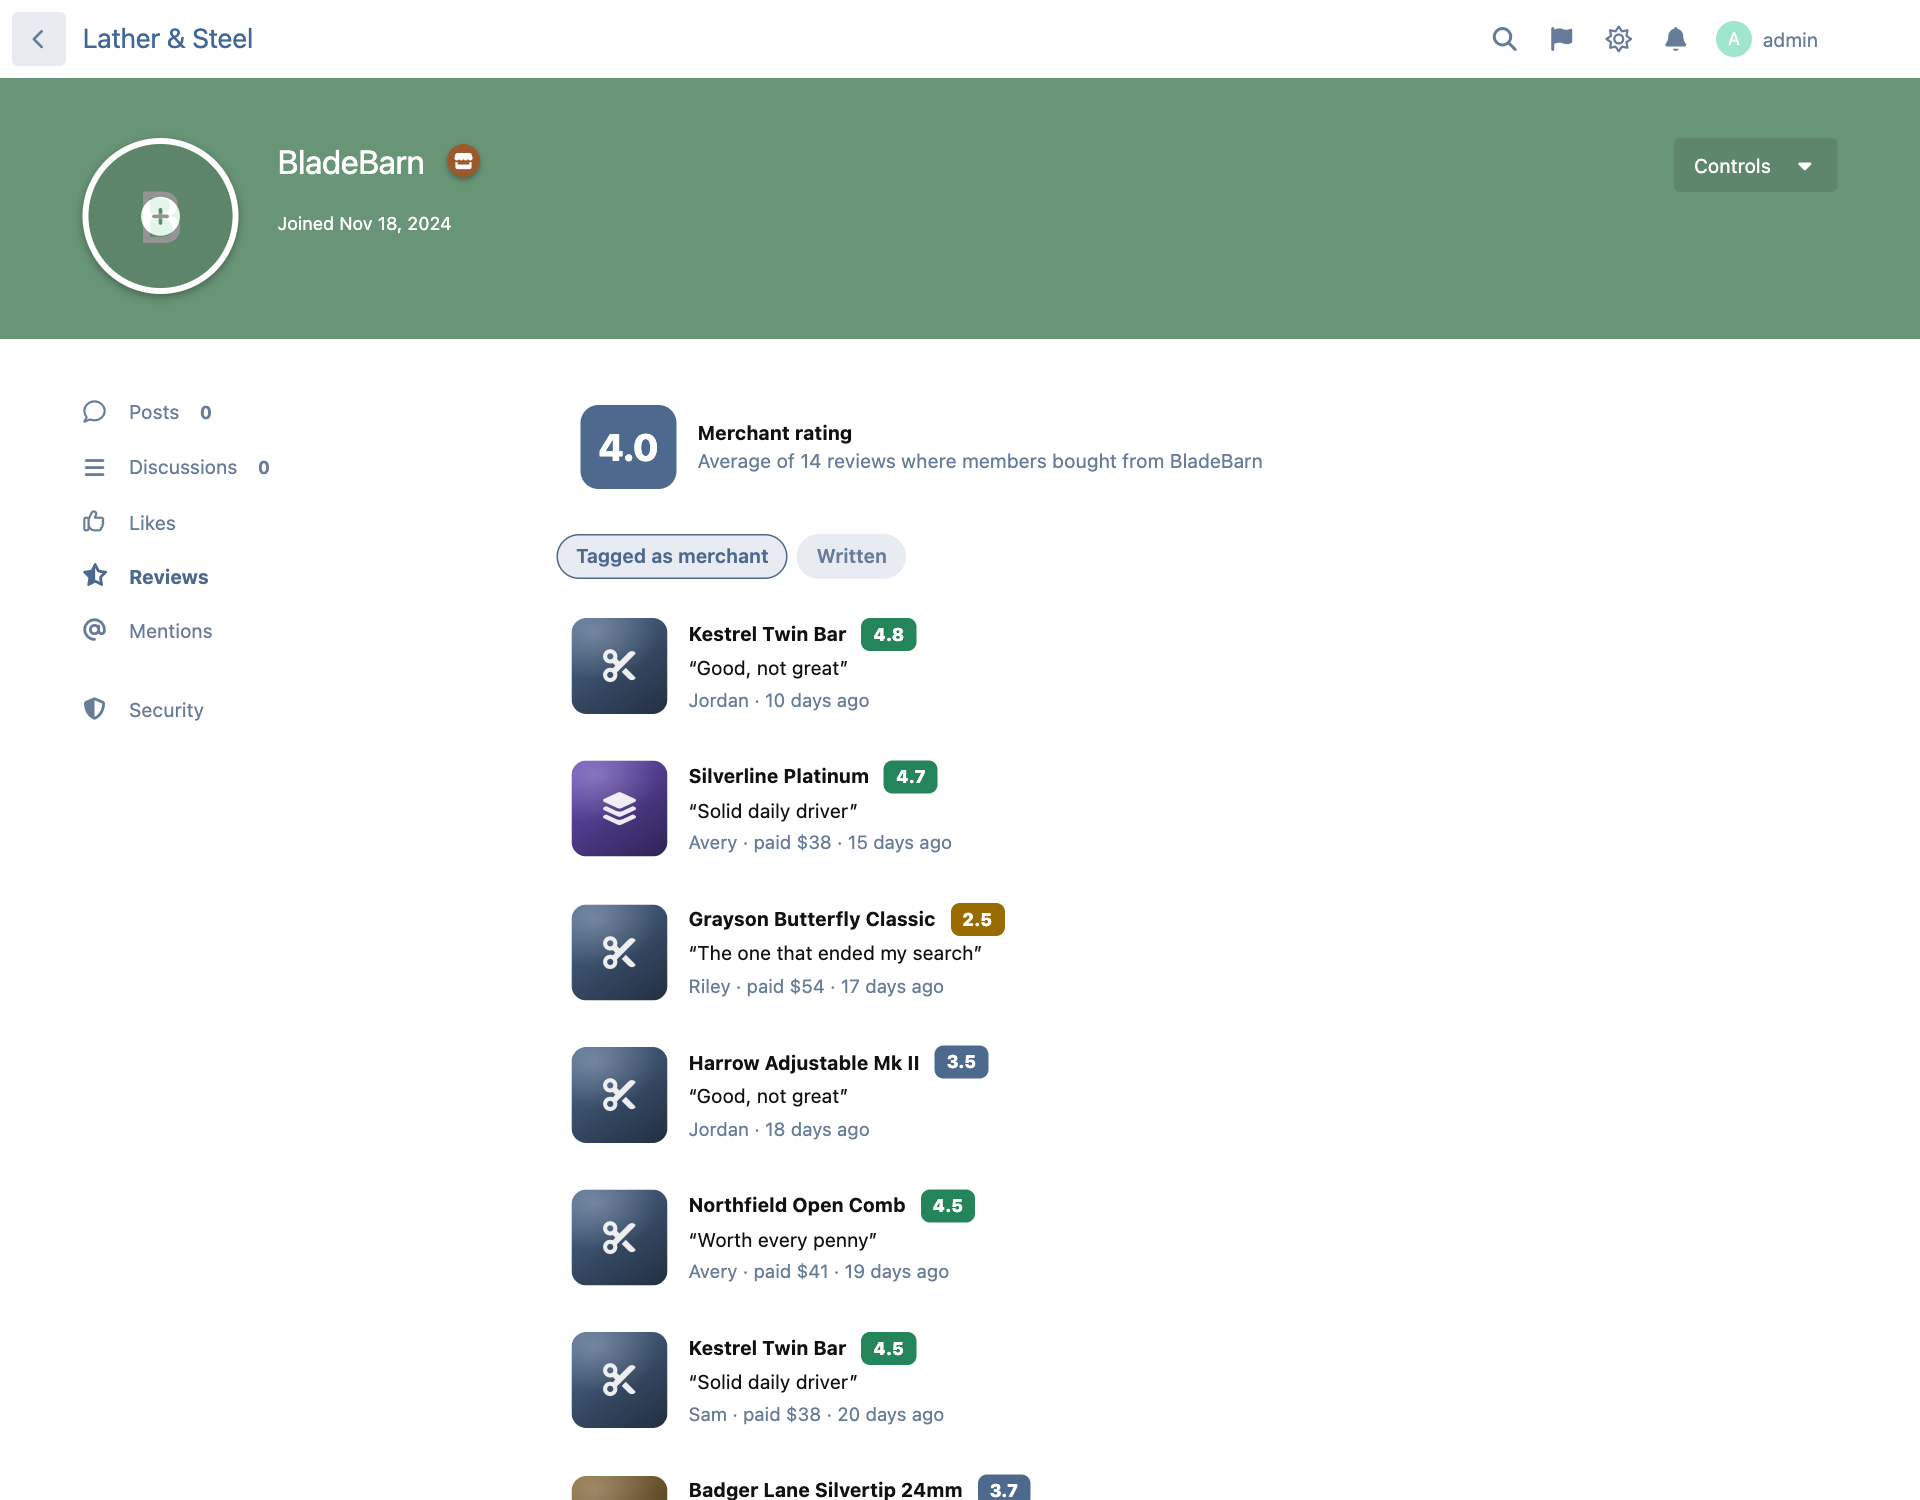 Lather & Steel
A
admin
B
BladeBarn
Joined Nov 18, 2024
Controls
Posts 0
Discussions 0
Likes
Reviews
Mentions
Security
4.0
Merchant rating
Average of 14 reviews where members bought from BladeBarn
Tagged as merchant
Written
Kestrel Twin Bar 4.8
“Good, not great”
Jordan · 10 days ago
Silverline Platinum 4.7
“Solid daily driver”
Avery · paid $38 · 15 days ago
Grayson Butterfly Classic 2.5
“The one that ended my search”
Riley · paid $54 · 17 days ago
Harrow Adjustable Mk II 3.5
“Good, not great”
Jordan · 18 days ago
Northfield Open Comb 4.5
“Worth every penny”
Avery · paid $41 · 19 days ago
Kestrel Twin Bar 4.5
“Solid daily driver”
Sam · paid $38 · 20 days ago
Badger Lane Silvertip 24mm 3.7